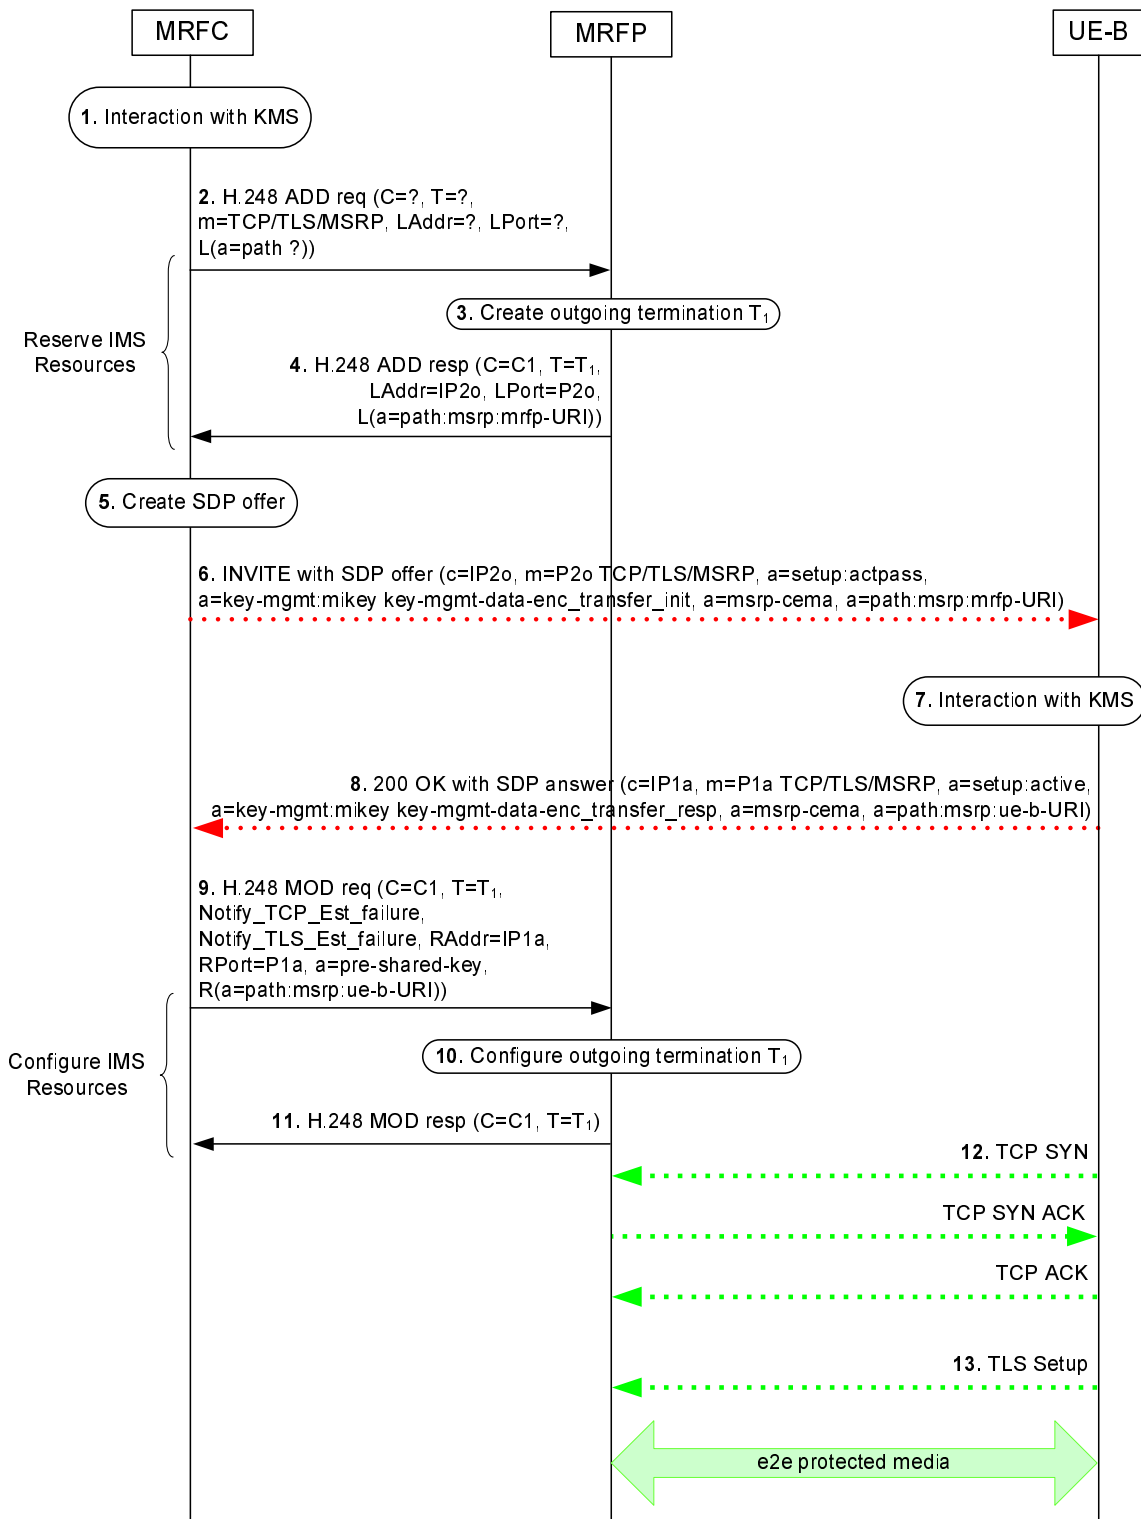 MRFC
MRFP
UE-B
1. Interaction with KMS
2. H.248 ADD req (C=?, T=?,
m=TCP/TLS/MSRP, LAddr=?, LPort=?,
L(a=path ?))
3. Create outgoing termination T1
Reserve IMS
Resources
4. H.248 ADD resp (C=C1, T=T1,
LAddr=IP2o, LPort=P2o,
L(a=path:msrp:mrfp-URI))
5. Create SDP offer
6. INVITE with SDP offer (c=IP2o, m=P2o TCP/TLS/MSRP, a=setup:actpass,
a=key-mgmt:mikey key-mgmt-data-enc_transfer_init, a=msrp-cema, a=path:msrp:mrfp-URI)
7. Interaction with KMS
8. 200 OK with SDP answer (c=IP1a, m=P1a TCP/TLS/MSRP, a=setup:active,
a=key-mgmt:mikey key-mgmt-data-enc_transfer_resp, a=msrp-cema, a=path:msrp:ue-b-URI)
9. H.248 MOD req (C=C1, T=T1,
Notify_TCP_Est_failure,
Notify_TLS_Est_failure, RAddr=IP1a,
RPort=P1a, a=pre-shared-key,
R(a=path:msrp:ue-b-URI))
10. Configure outgoing termination T1
Configure IMS
Resources
11. H.248 MOD resp (C=C1, T=T1)
12. TCP SYN
TCP SYN ACK
TCP ACK
13. TLS Setup
e2e protected media